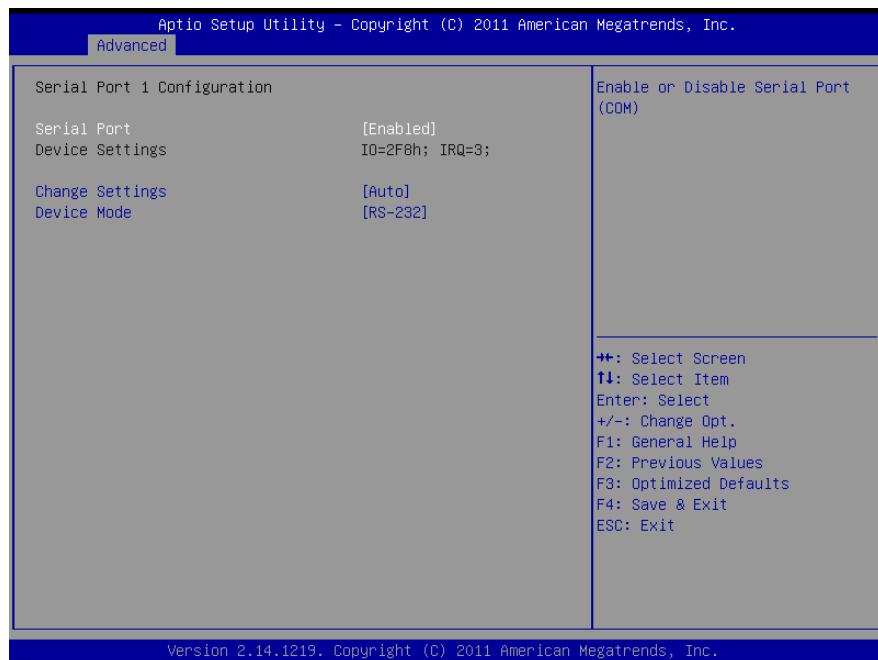 Aptio Setup Utility – Copyright (C) 2011 American Megatrends, Inc.
Advanced
Serial Port 1 Configuration
Serial Port [Enabled]
Device Settings IO=2F8h; IRQ=3;
Change Settings [Auto]
Device Mode [RS-232]
Enable or Disable Serial Port
(COM)
→←: Select Screen
↑↓: Select Item
Enter: Select
+/-: Change Opt.
F1: General Help
F2: Previous Values
F3: Optimized Defaults
F4: Save & Exit
ESC: Exit
Version 2.14.1219. Copyright (C) 2011 American Megatrends, Inc.